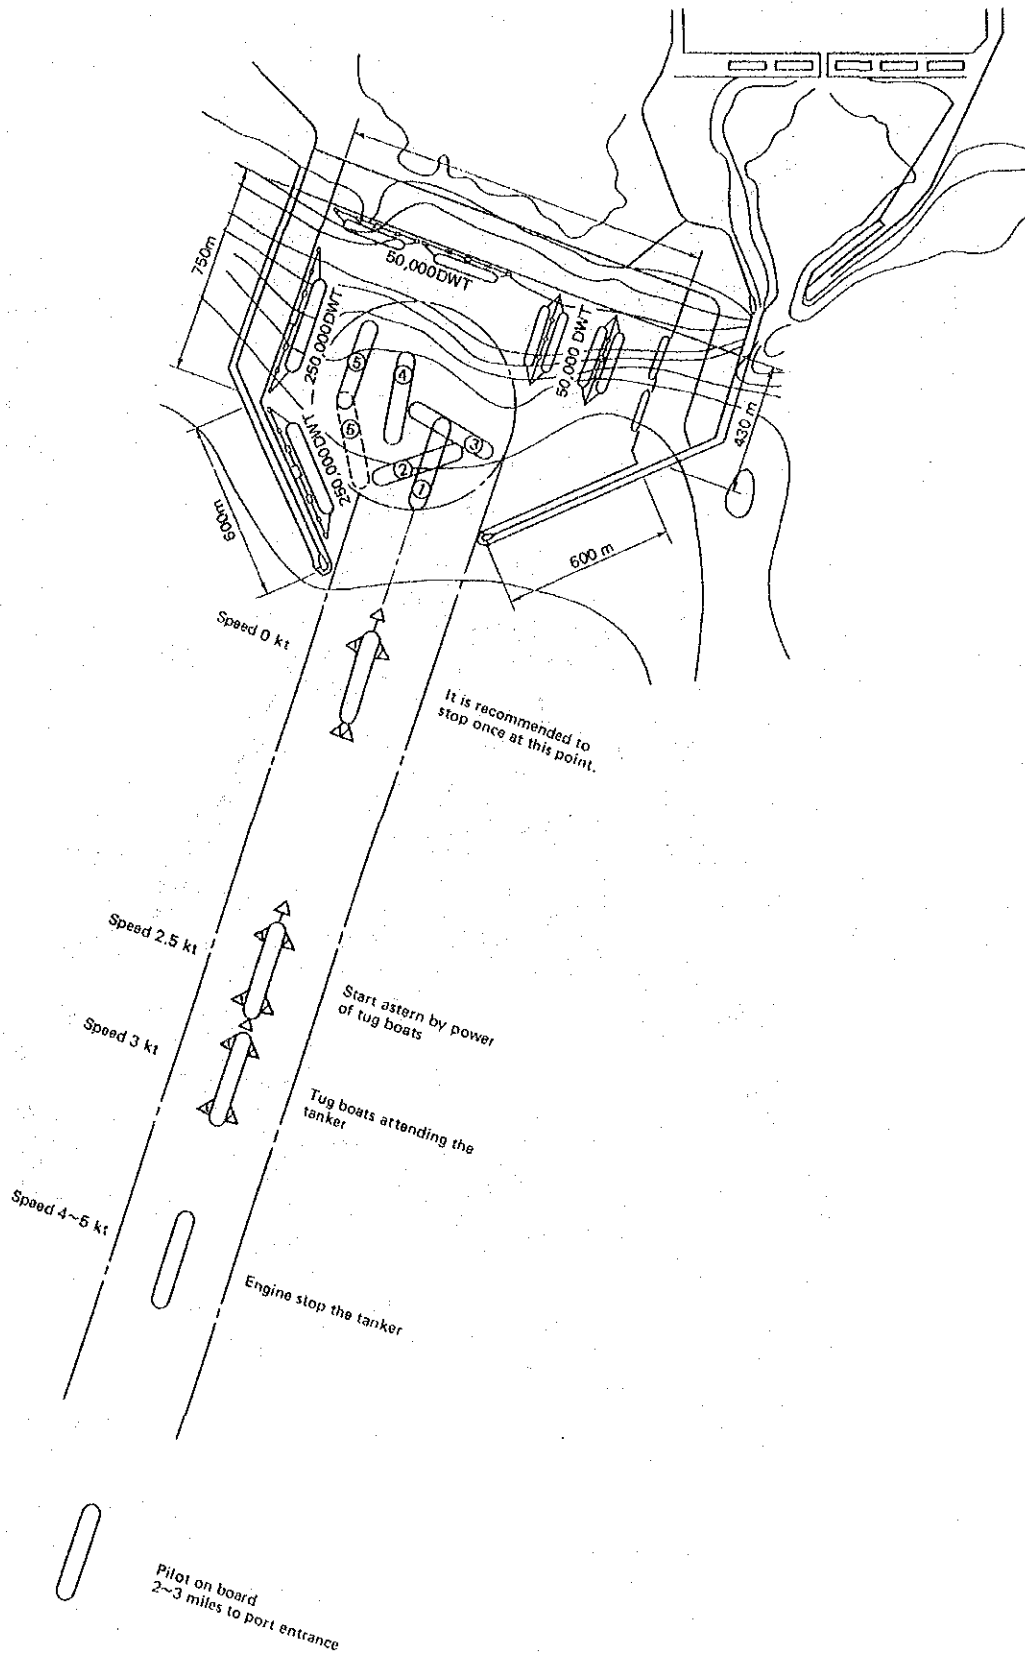 750m
50,000DWT
250,000DWT – 250,000DWT
50,000 DWT
⑤
④
⑤
③
②
①
430 m
600m
600 m
Speed 0 kt
It is recommended to
stop once at this point.
Speed 2.5 kt
Start astern by power
of tug boats
Speed 3 kt
Tug boats attending the
tanker
Speed 4~5 kt
Engine stop the tanker
Pilot on board
2~3 miles to port entrance